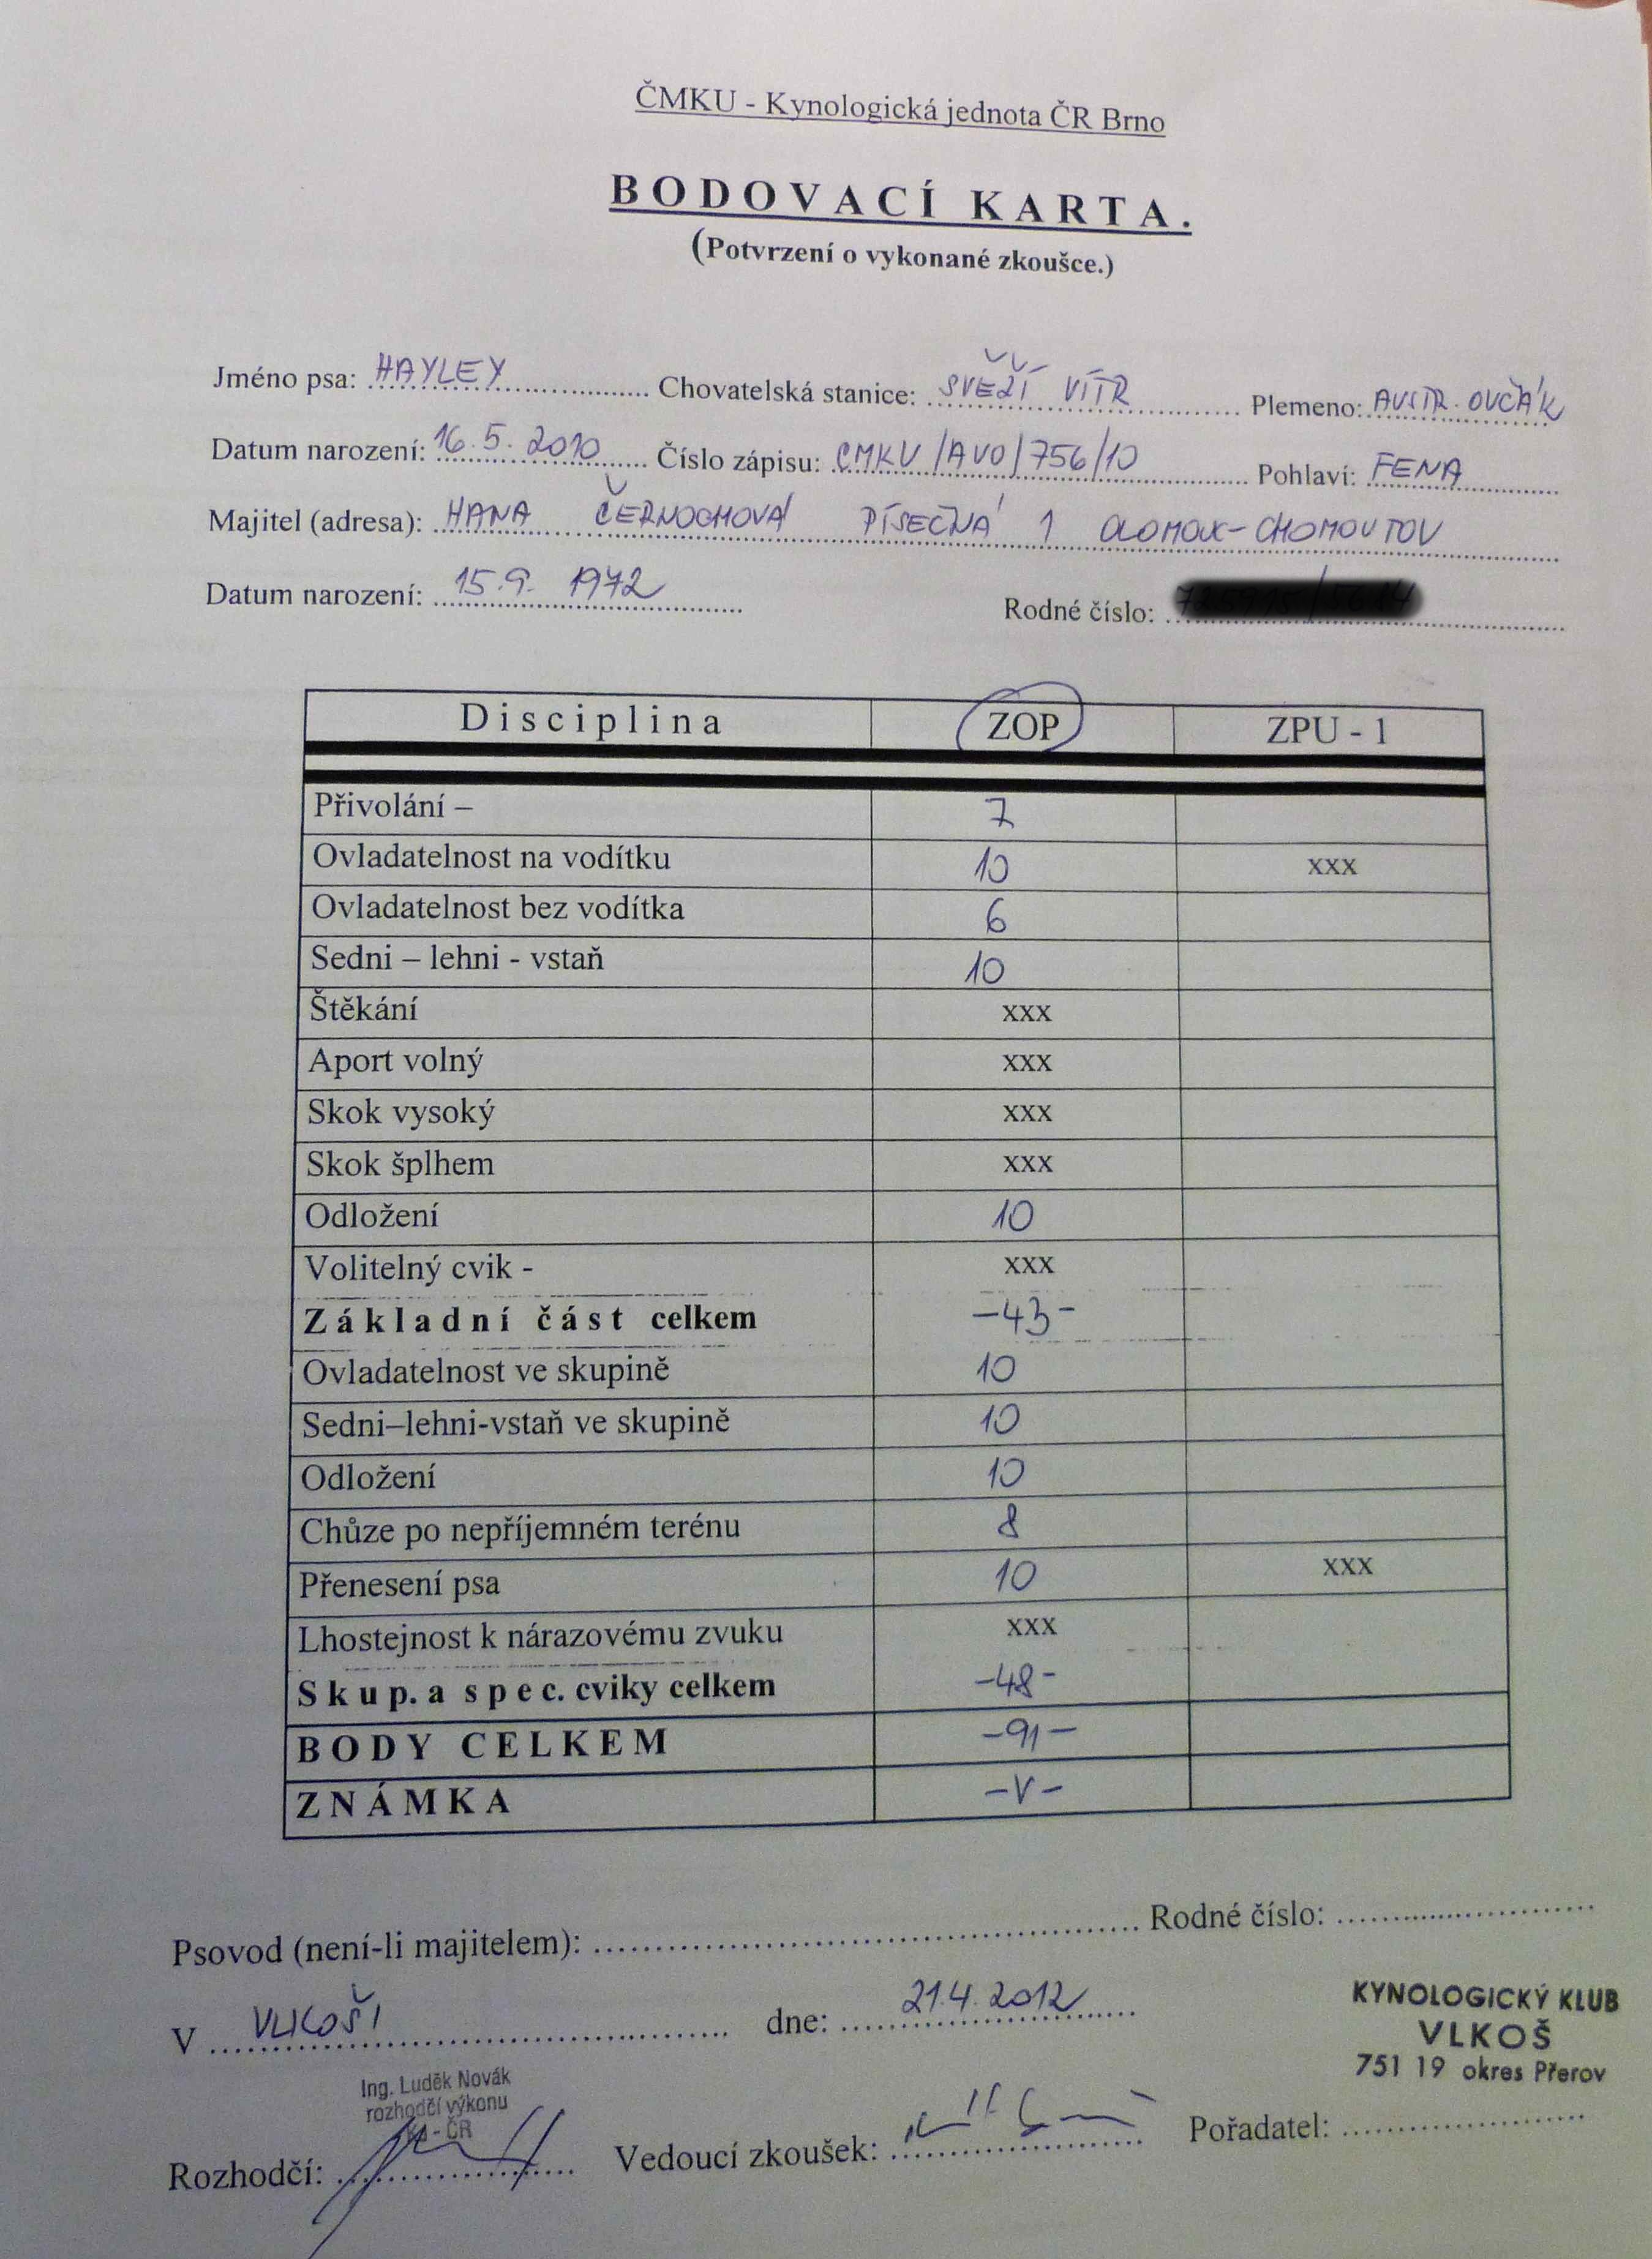 ČMKU - Kynologická jednota ČR Brno
BODOVACÍ KARTA.
(Potvrzení o vykonané zkoušce.)
Jméno psa: HAYLEY Chovatelská stanice: SVĚŽÍ VÍTR Plemeno: AUSTR. OVČÁK
Datum narození: 16.5. 2010 Číslo zápisu: CMKU/AVO/756/10 Pohlaví: FENA
Majitel (adresa): HANA ČERNOCHOVÁ PÍSEČNÁ 1 OLOMOUC-CHOMOUTOV
Datum narození: 15.9. 1972 Rodné číslo:
Disciplina ZOP ZPU - 1
Přivolání – 7
Ovladatelnost na vodítku 10 xxx
Ovladatelnost bez vodítka 6
Sedni – lehni - vstaň 10
Štěkání xxx
Aport volný xxx
Skok vysoký xxx
Skok šplhem xxx
Odložení 10
Volitelný cvik - xxx
Základní část celkem -43-
Ovladatelnost ve skupině 10
Sedni–lehni-vstaň ve skupině 10
Odložení 10
Chůze po nepříjemném terénu 8
Přenesení psa 10 xxx
Lhostejnost k nárazovému zvuku xxx
Skup. a spec. cviky celkem -48-
BODY CELKEM -91-
ZNÁMKA -V-
Psovod (není-li majitelem): Rodné číslo:
V VLKOŠI dne: 21.4.2012
KYNOLOGICKÝ KLUB
VLKOŠ
751 19 okres Přerov
Ing. Luděk Novák
rozhodčí výkonu
- ČR
Rozhodčí: Vedoucí zkoušek: Pořadatel: